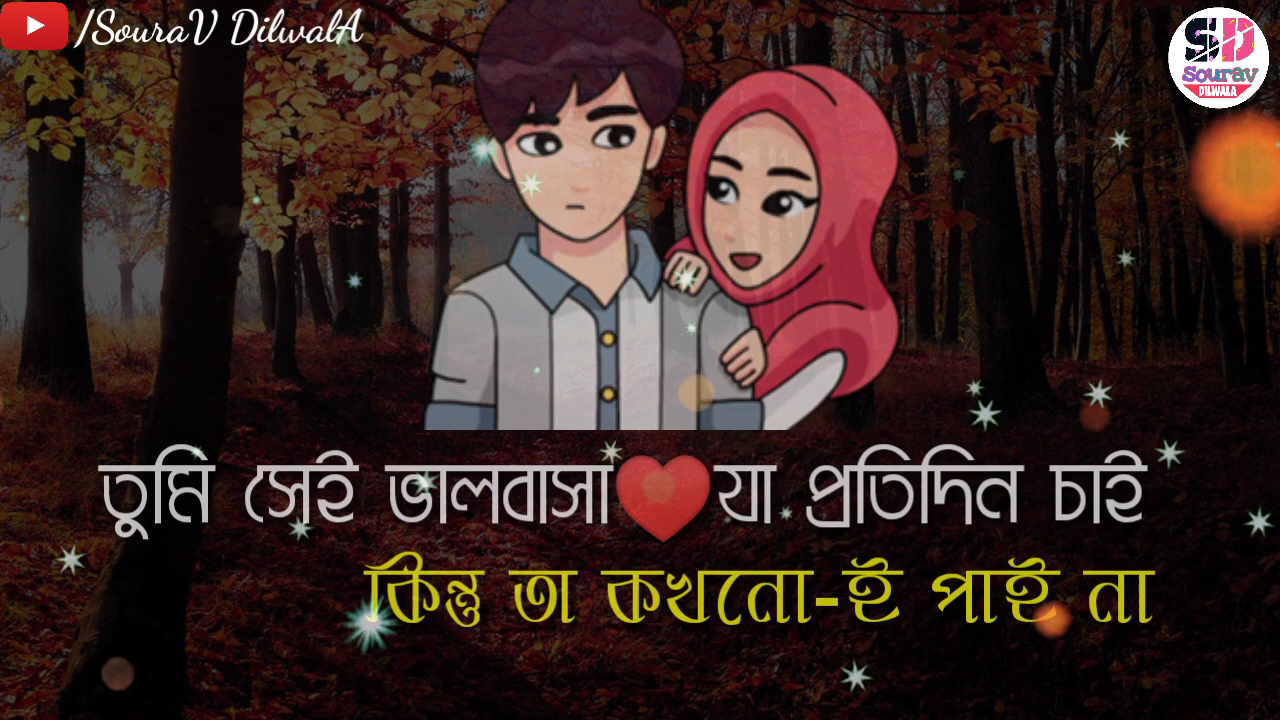 /SouraV DilwalA
SD
Sourav
DILWALA
তুমি সেই ভালবাসা❤️যা প্রতিদিন চাই
কিন্তু তা কখনো-ই পাই না